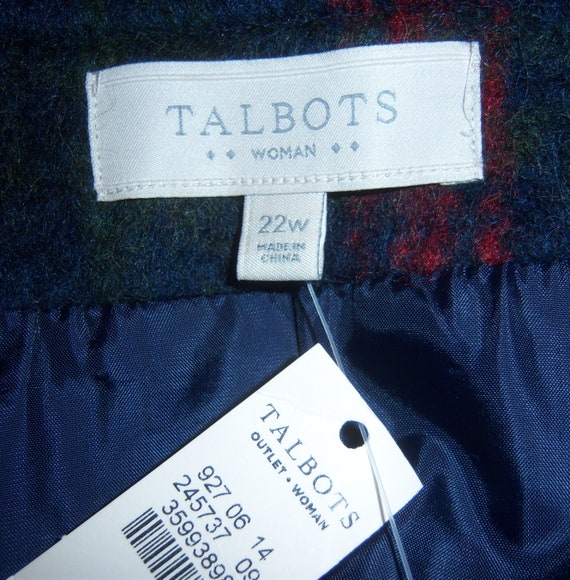 TALBOTS
WOMAN
22W
MADE IN
CHINA
TALBOTS
OUTLET • WOMAN
927 06 14
245737 09